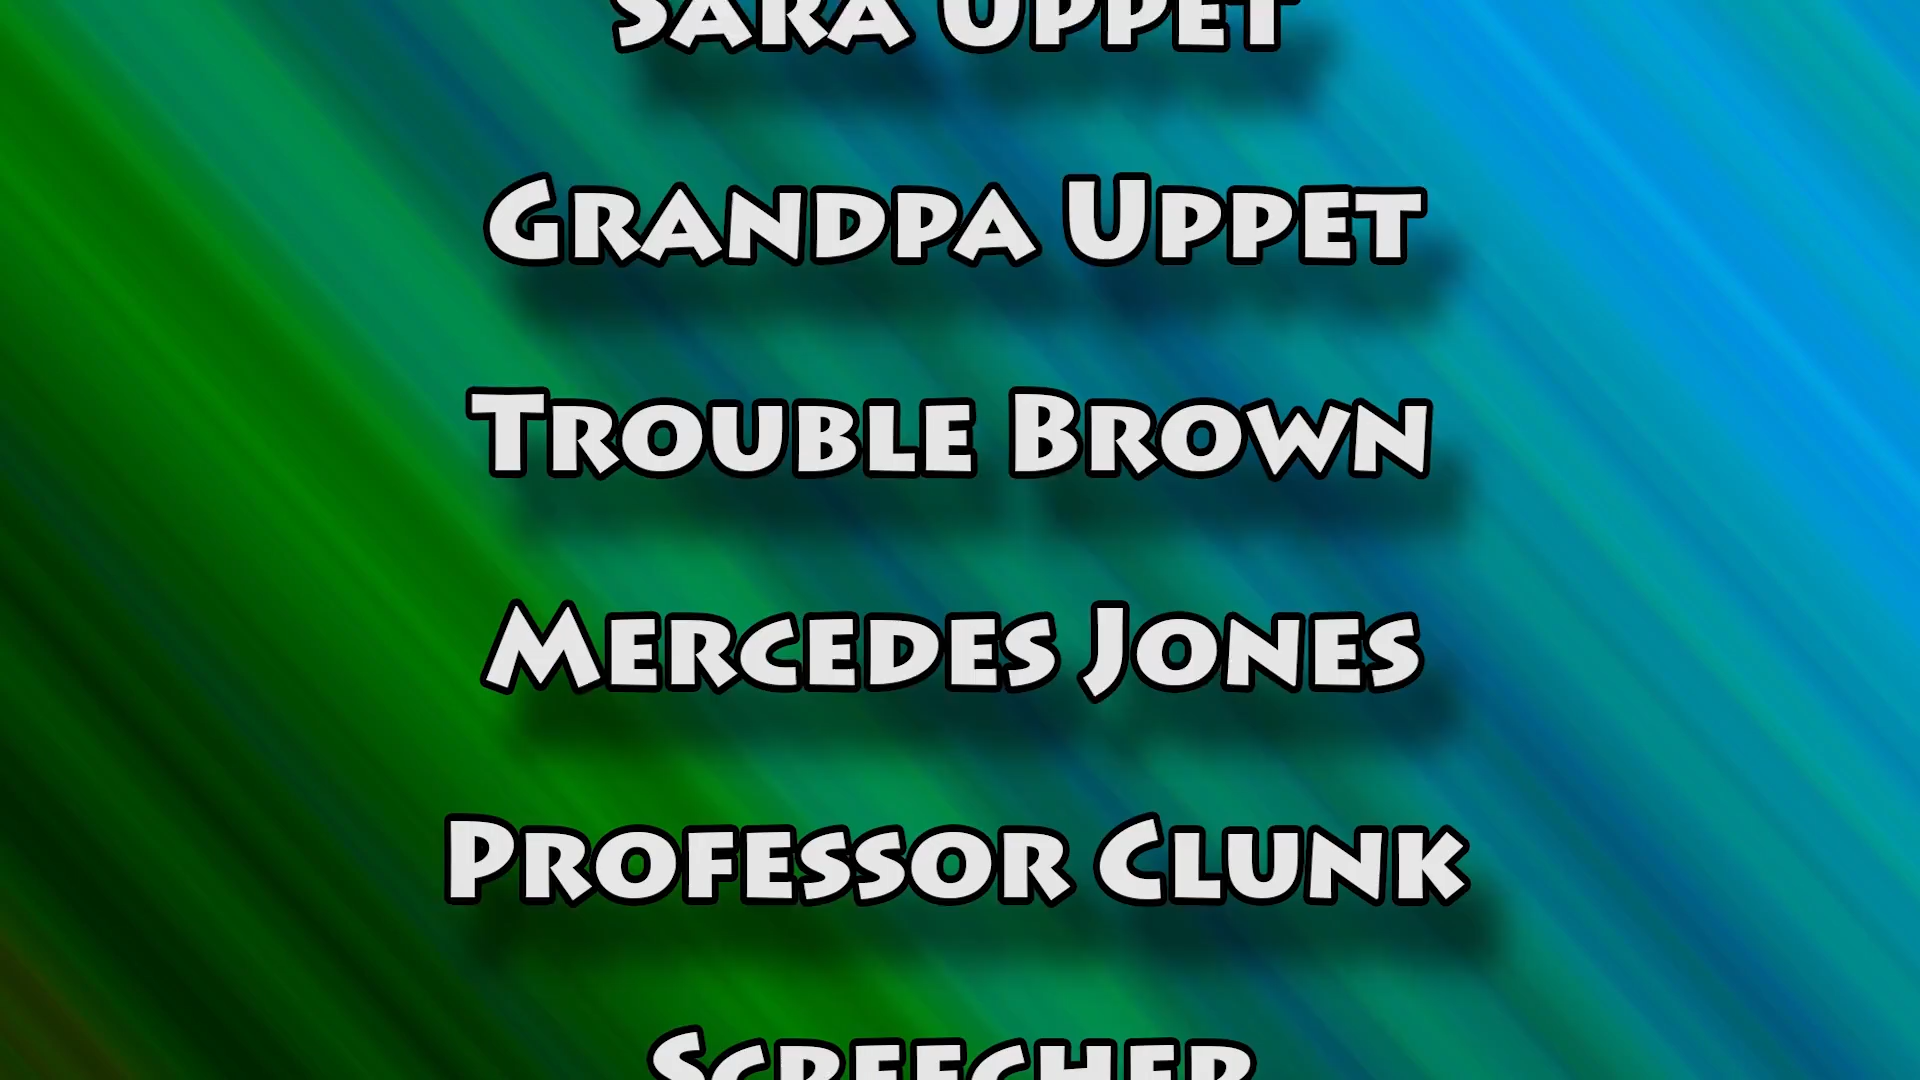 Sara Uppet
Grandpa Uppet
Trouble Brown
Mercedes Jones
Professor Clunk
Screecher